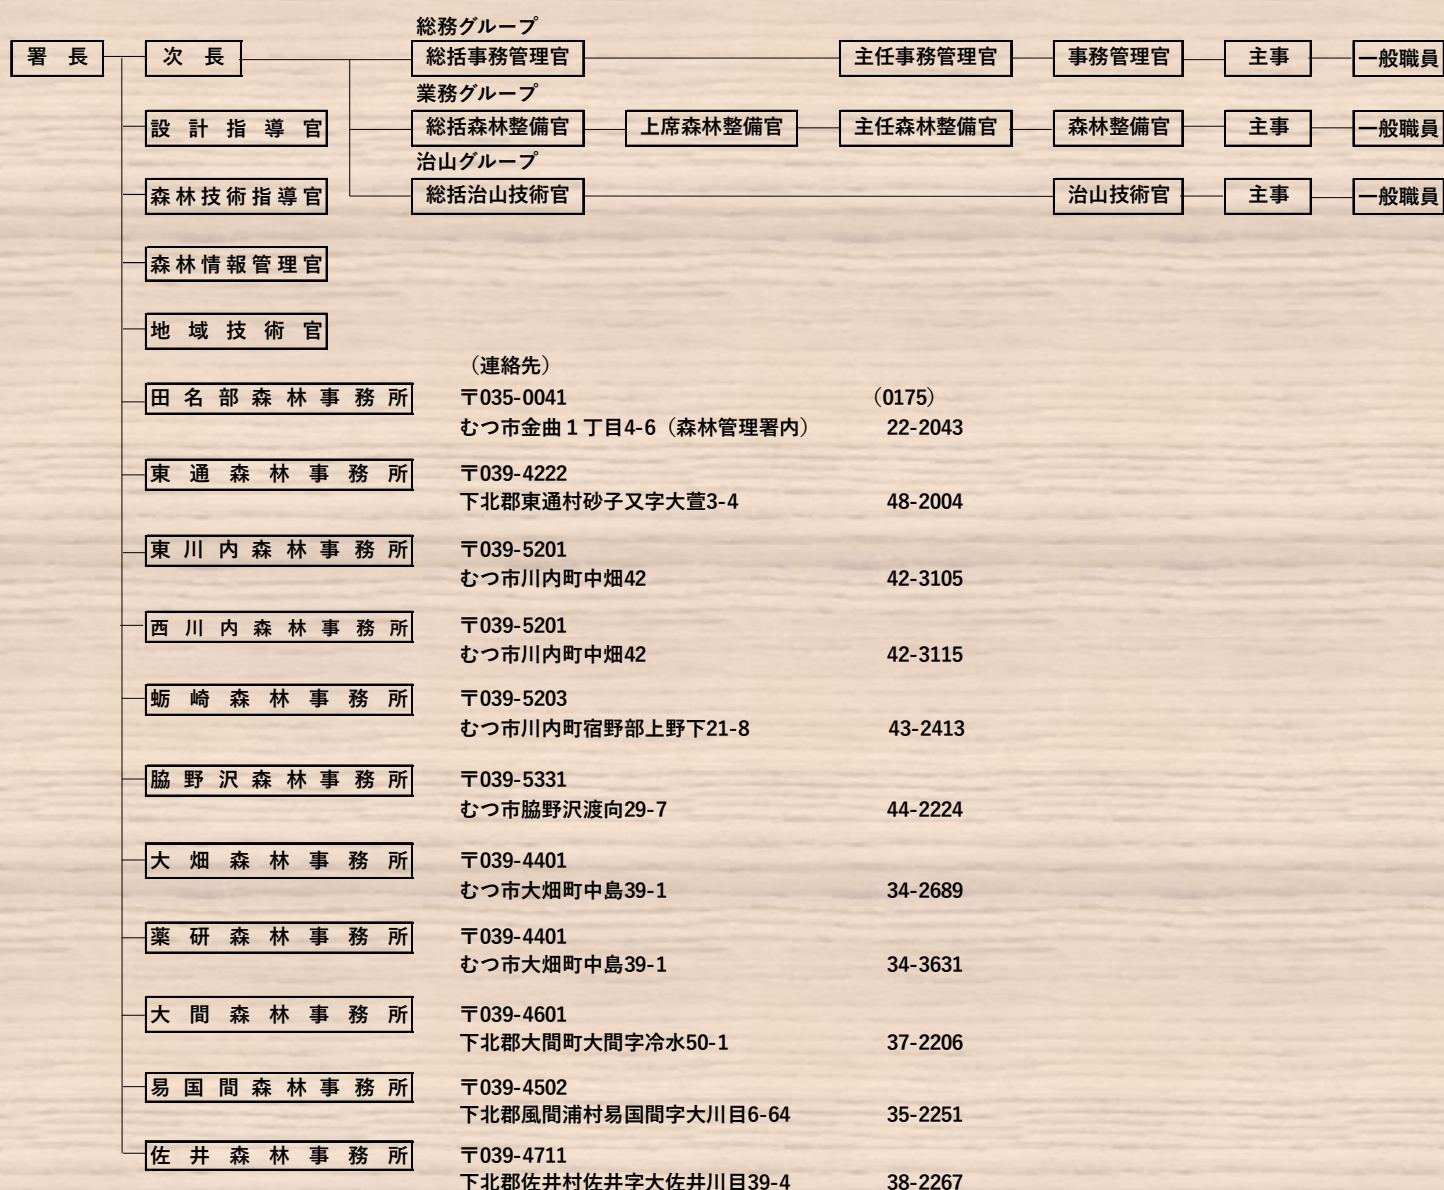 総務グループ
署長 次長 総括事務管理官 主任事務管理官 事務管理官 主事 一般職員
業務グループ
設計指導官 総括森林整備官 上席森林整備官 主任森林整備官 森林整備官 主事 一般職員
治山グループ
森林技術指導官 総括治山技術官 治山技術官 主事 一般職員
森林情報管理官
地域技術官
（連絡先）
田名部森林事務所 〒035-0041 （0175）
むつ市金曲１丁目4-6（森林管理署内） 22-2043
東通森林事務所 〒039-4222
下北郡東通村砂子又字大萱3-4 48-2004
東川内森林事務所 〒039-5201
むつ市川内町中畑42 42-3105
西川内森林事務所 〒039-5201
むつ市川内町中畑42 42-3115
蛎崎森林事務所 〒039-5203
むつ市川内町宿野部上野下21-8 43-2413
脇野沢森林事務所 〒039-5331
むつ市脇野沢渡向29-7 44-2224
大畑森林事務所 〒039-4401
むつ市大畑町中島39-1 34-2689
薬研森林事務所 〒039-4401
むつ市大畑町中島39-1 34-3631
大間森林事務所 〒039-4601
下北郡大間町大間字冷水50-1 37-2206
易国間森林事務所 〒039-4502
下北郡風間浦村易国間字大川目6-64 35-2251
佐井森林事務所 〒039-4711
下北郡佐井村佐井字大佐井川目39-4 38-2267